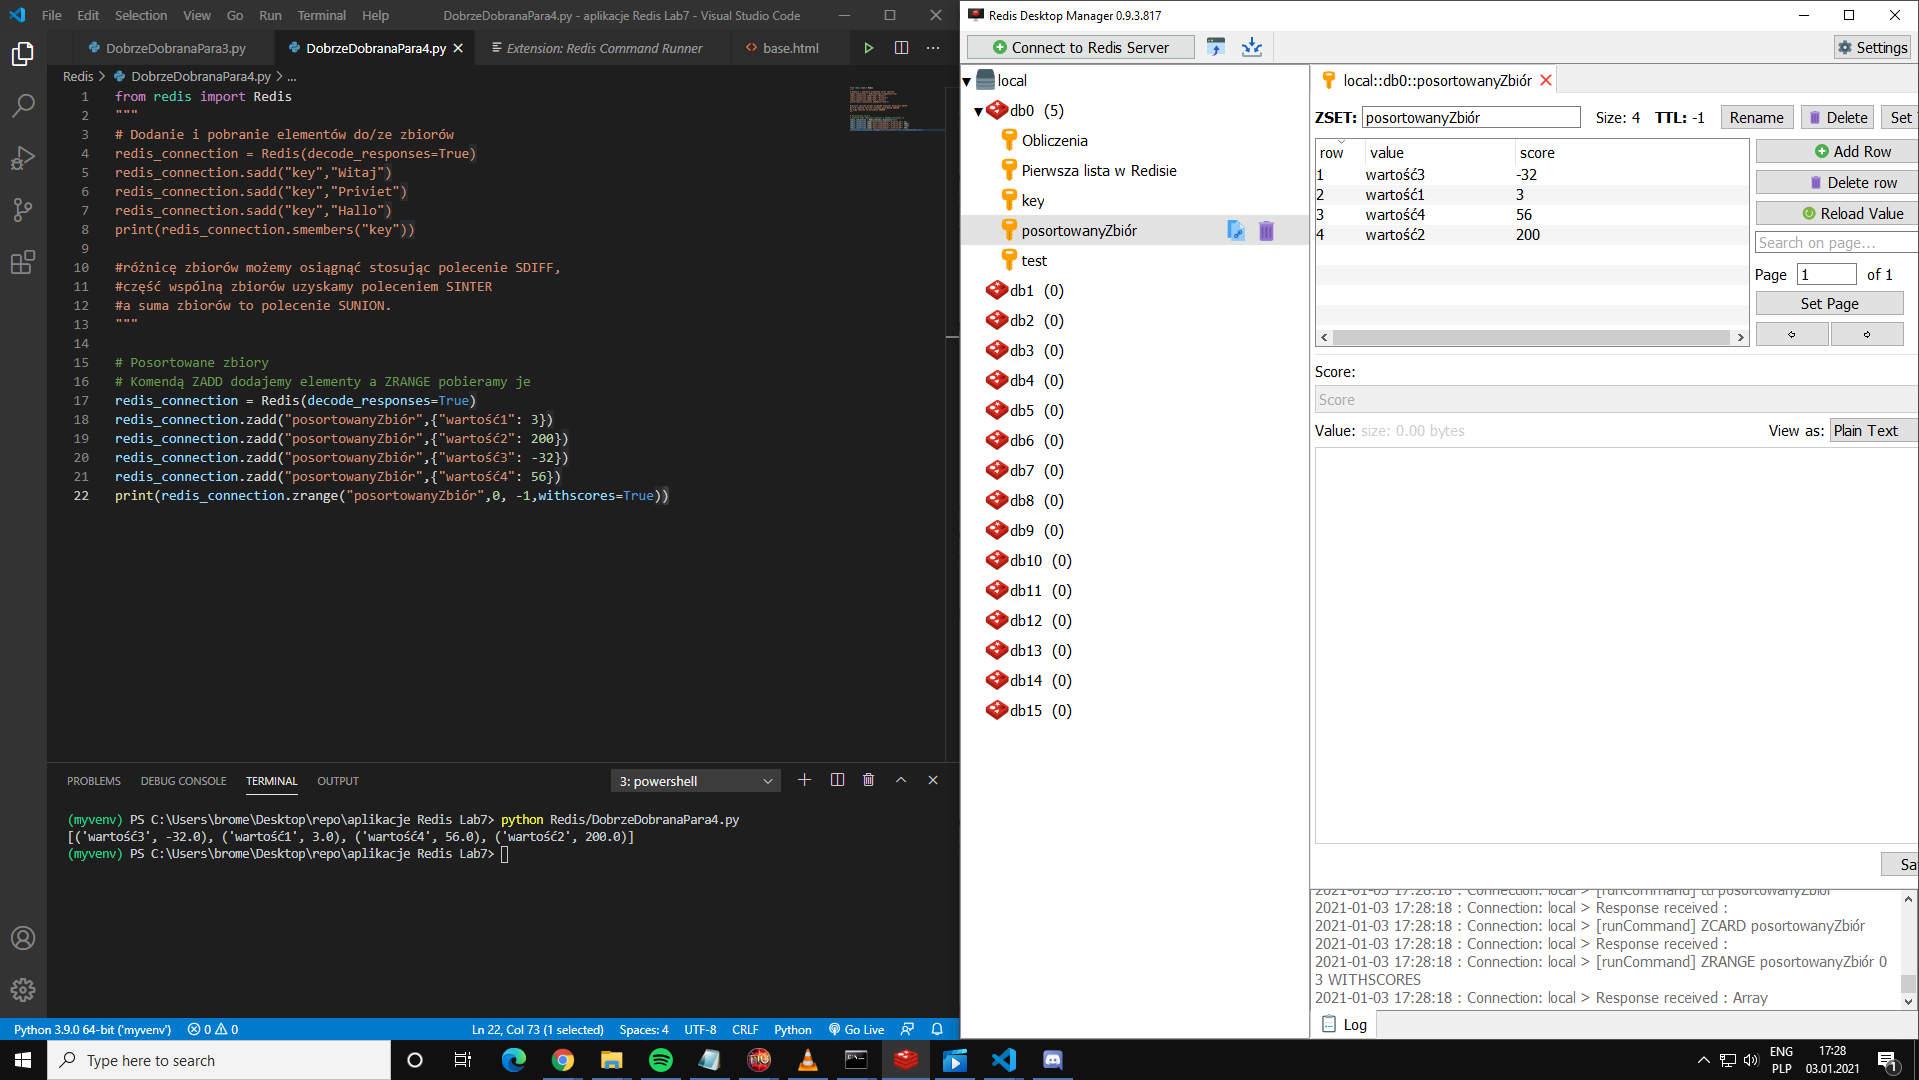 File Edit Selection View Go Run Terminal Help DobrzeDobranaPara4.py - aplikacje Redis Lab7 - Visual Studio Code
DobrzeDobranaPara3.py DobrzeDobranaPara4.py Extension: Redis Command Runner base.html
Redis > DobrzeDobranaPara4.py > ...
1 from redis import Redis
2 """
3 # Dodanie i pobranie elementów do/ze zbiorów
4 redis_connection = Redis(decode_responses=True)
5 redis_connection.sadd("key","Witaj")
6 redis_connection.sadd("key","Priviet")
7 redis_connection.sadd("key","Hallo")
8 print(redis_connection.smembers("key"))
9
10 #różnicę zbiorów możemy osiągnąć stosując polecenie SDIFF,
11 #część wspólną zbiorów uzyskamy poleceniem SINTER
12 #a suma zbiorów to polecenie SUNION.
13 """
14
15 # Posortowane zbiory
16 # Komendą ZADD dodajemy elementy a ZRANGE pobieramy je
17 redis_connection = Redis(decode_responses=True)
18 redis_connection.zadd("posortowanyZbiór",{"wartość1": 3})
19 redis_connection.zadd("posortowanyZbiór",{"wartość2": 200})
20 redis_connection.zadd("posortowanyZbiór",{"wartość3": -32})
21 redis_connection.zadd("posortowanyZbiór",{"wartość4": 56})
22 print(redis_connection.zrange("posortowanyZbiór",0, -1,withscores=True))
PROBLEMS DEBUG CONSOLE TERMINAL OUTPUT 3: powershell
(myvenv) PS C:\Users\brome\Desktop\repo\aplikacje Redis Lab7> python Redis/DobrzeDobranaPara4.py
[('wartość3', -32.0), ('wartość1', 3.0), ('wartość4', 56.0), ('wartość2', 200.0)]
(myvenv) PS C:\Users\brome\Desktop\repo\aplikacje Redis Lab7>
Python 3.9.0 64-bit ('myvenv') 0 0 Ln 22, Col 73 (1 selected) Spaces: 4 UTF-8 CRLF Python Go Live
Redis Desktop Manager 0.9.3.817
Connect to Redis Server Settings
local
db0 (5)
Obliczenia
Pierwsza lista w Redisie
key
posortowanyZbiór
test
db1 (0)
db2 (0)
db3 (0)
db4 (0)
db5 (0)
db6 (0)
db7 (0)
db8 (0)
db9 (0)
db10 (0)
db11 (0)
db12 (0)
db13 (0)
db14 (0)
db15 (0)
local::db0::posortowanyZbiór
ZSET: posortowanyZbiór Size: 4 TTL: -1 Rename Delete Set
row value score
1 wartość3 -32
2 wartość1 3
3 wartość4 56
4 wartość2 200
Add Row
Delete row
Reload Value
Search on page...
Page 1 of 1
Set Page
Score:
Score
Value: size: 0.00 bytes View as: Plain Text
Sa
2021-01-03 17:28:18 : Connection: local > [runCommand] ttl posortowanyZbiór
2021-01-03 17:28:18 : Connection: local > Response received :
2021-01-03 17:28:18 : Connection: local > [runCommand] ZCARD posortowanyZbiór
2021-01-03 17:28:18 : Connection: local > Response received :
2021-01-03 17:28:18 : Connection: local > [runCommand] ZRANGE posortowanyZbiór 0
3 WITHSCORES
2021-01-03 17:28:18 : Connection: local > Response received : Array
Log
Type here to search
ENG
PLP
17:28
03.01.2021
1